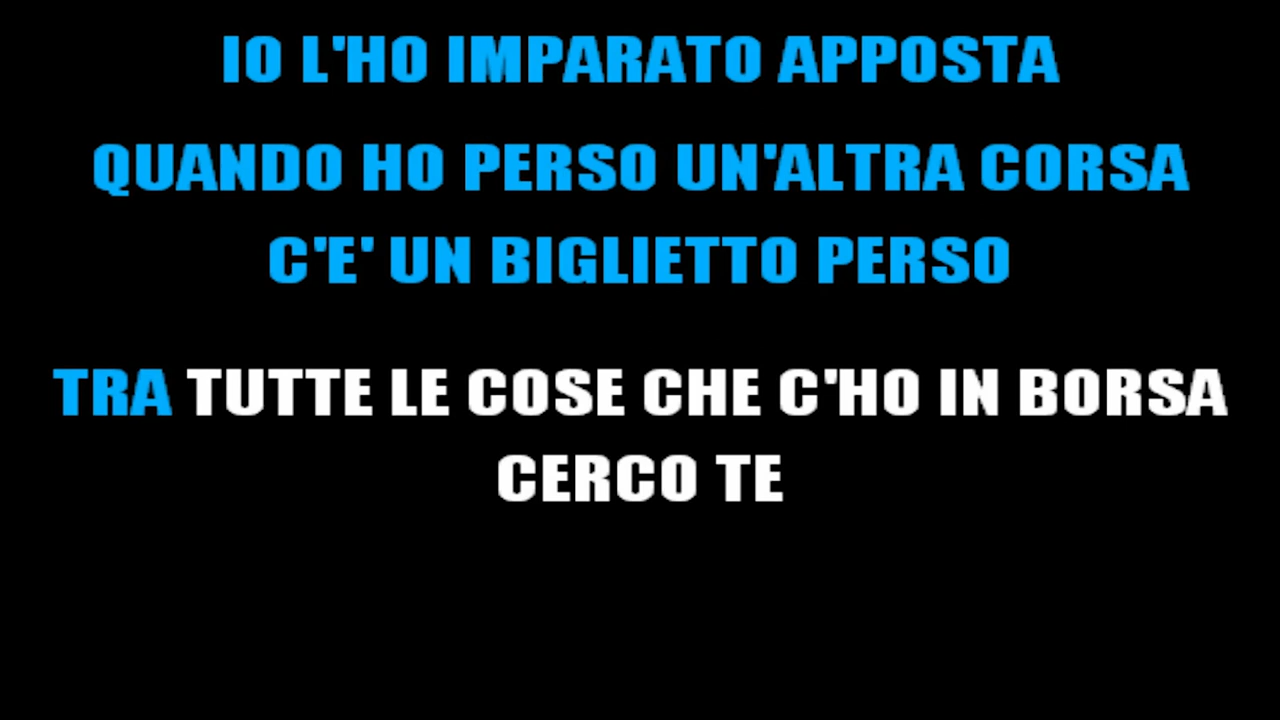 IO L'HO IMPARATO APPOSTA
QUANDO HO PERSO UN'ALTRA CORSA
C'E' UN BIGLIETTO PERSO
TRA TUTTE LE COSE CHE C'HO IN BORSA
CERCO TE